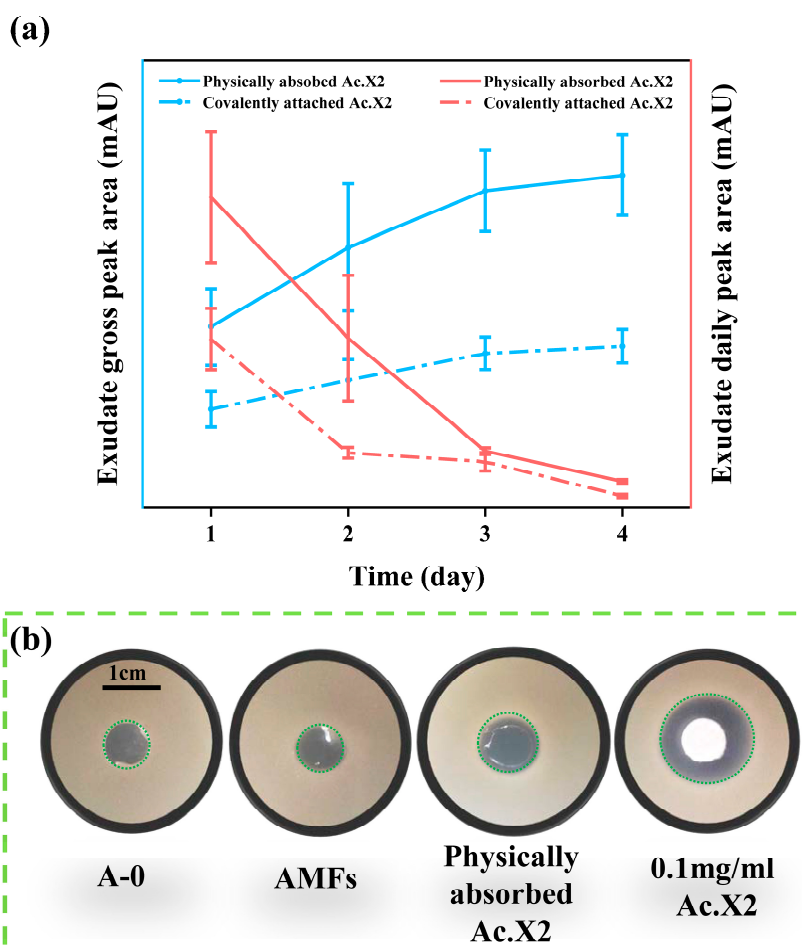 (a)
Physically absobcd Ac.X2
Covalently attached Ac.X2
Physically absorbed Ac.X2
Covalently attached Ac.X2
Exudate gross peak area (mAU)
Exudate daily peak area (mAU)
1 2 3 4
Time (day)
(b)
1cm
A-0
AMFs
Physically
absorbed
Ac.X2
0.1mg/ml
Ac.X2